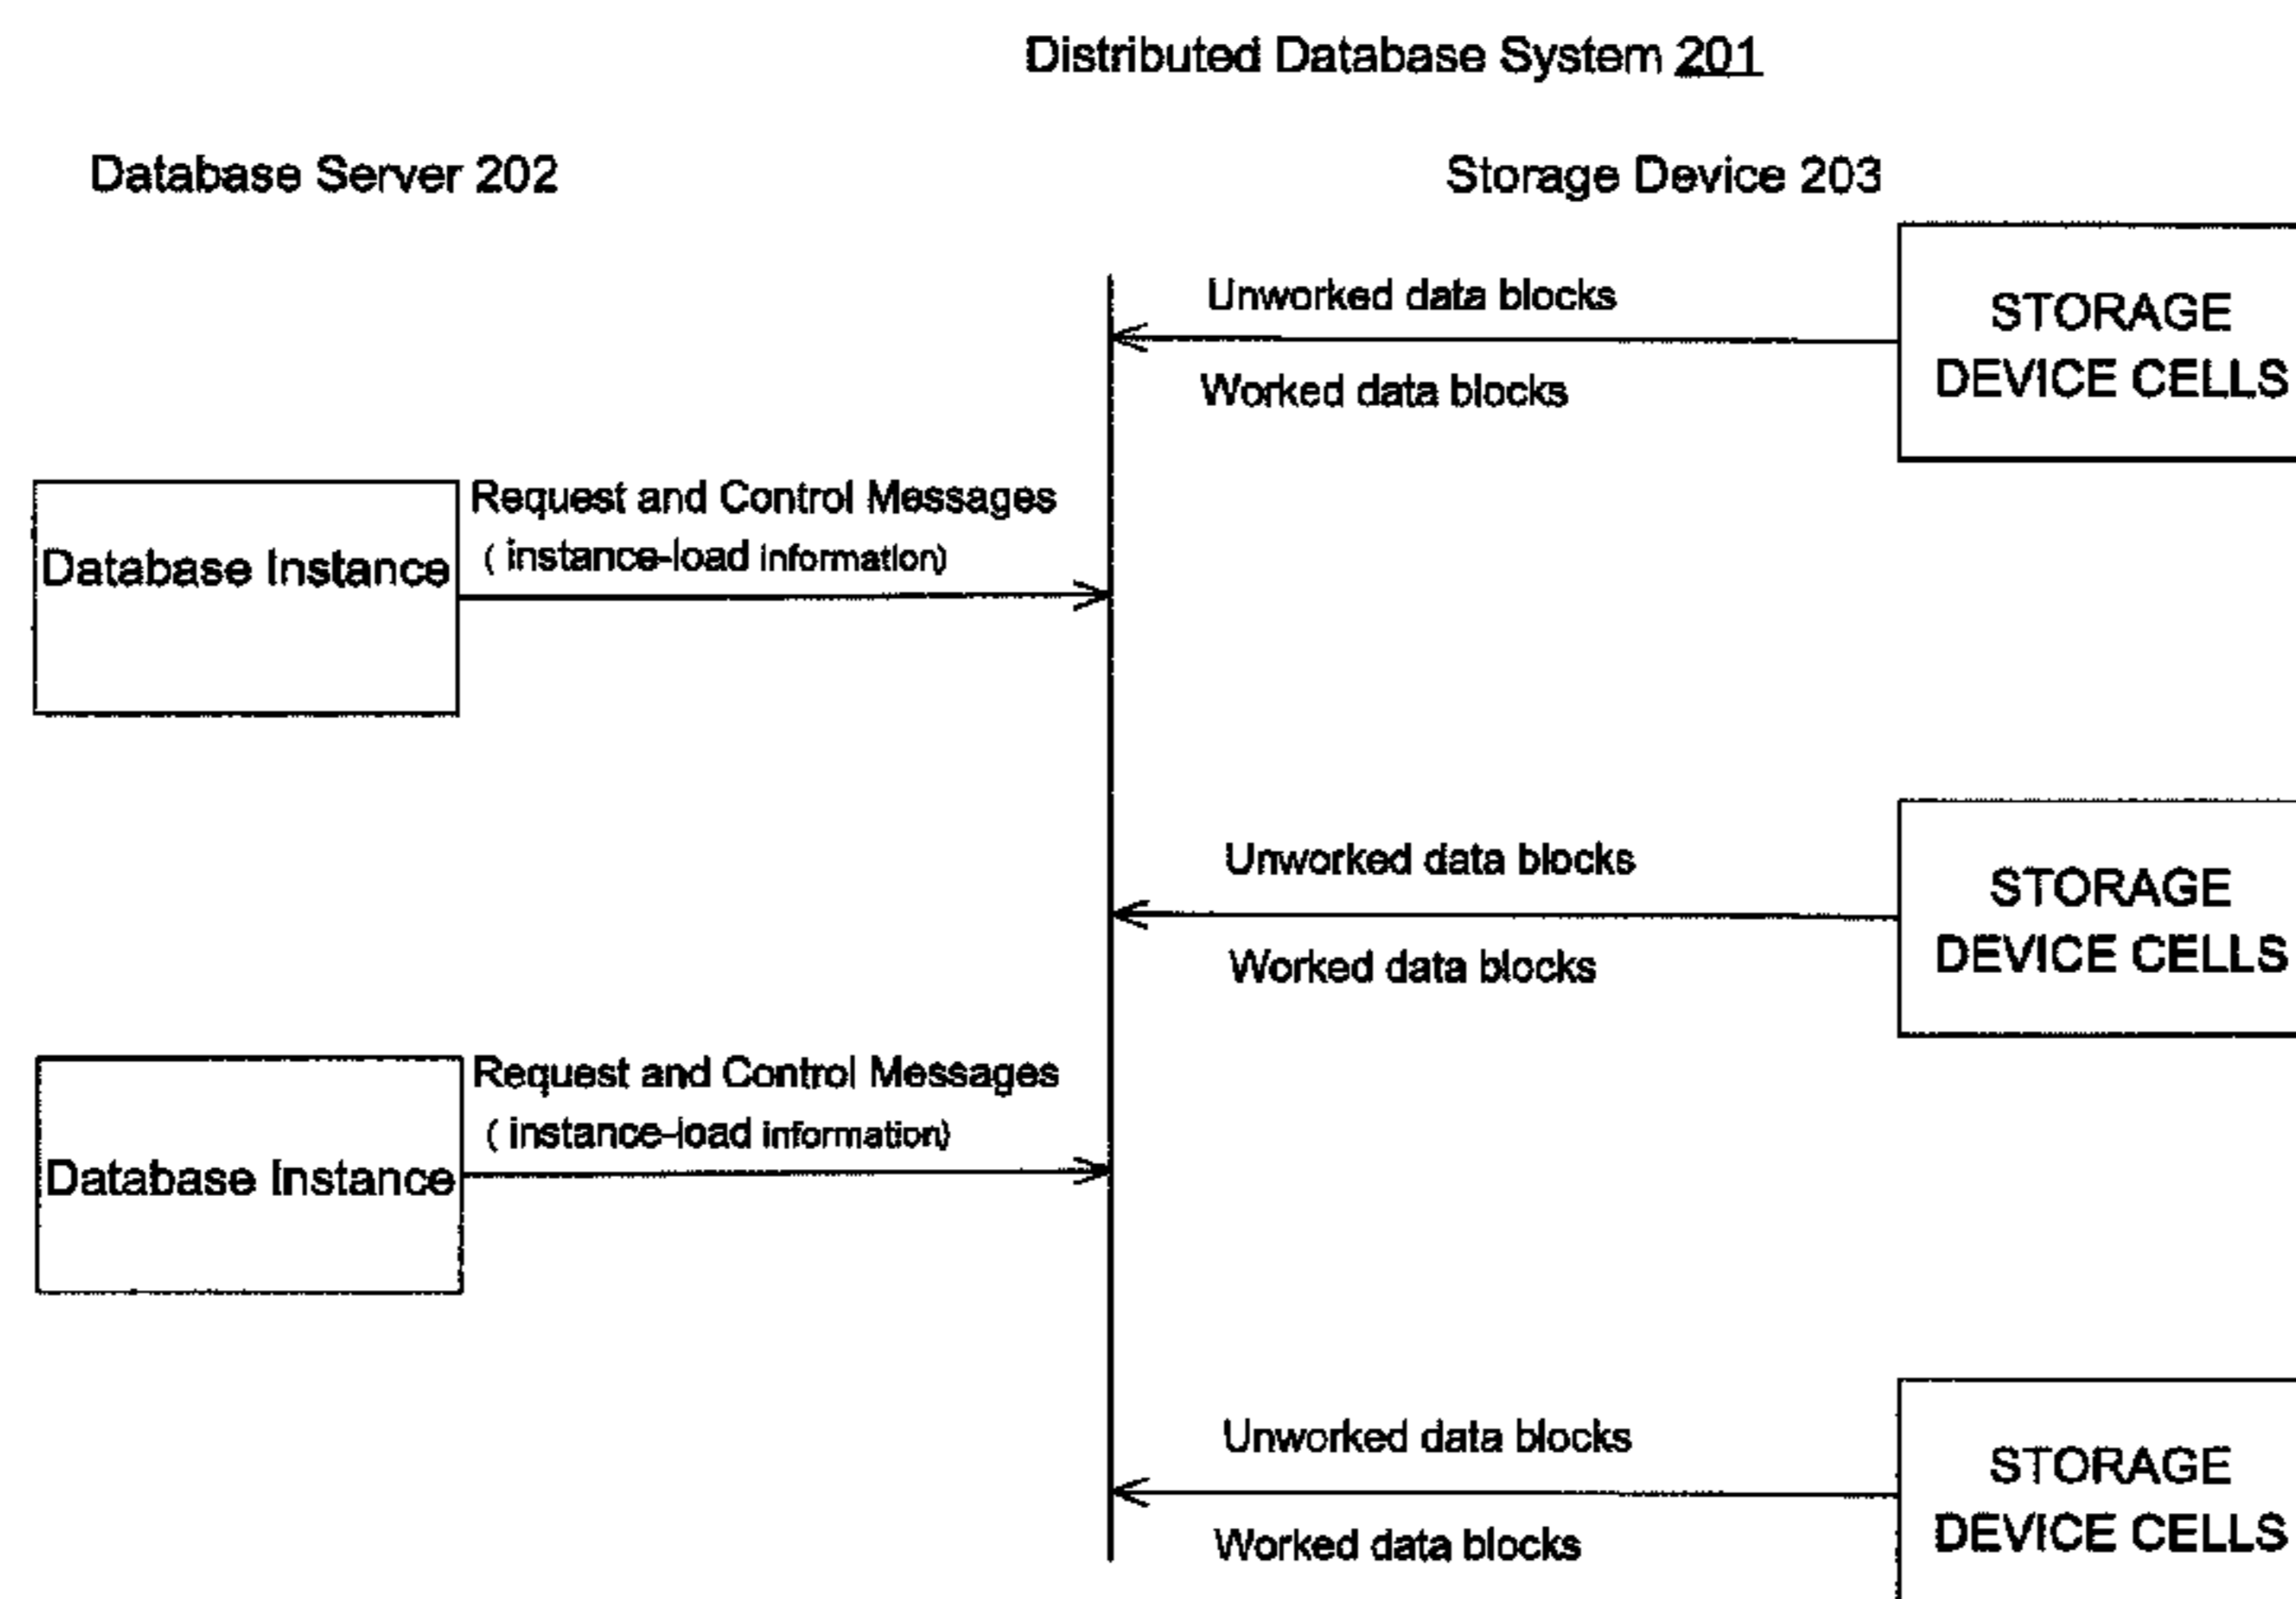 Distributed Database System 201
Database Server 202
Storage Device 203
Unworked data blocks
STORAGE
DEVICE CELLS
Worked data blocks
Request and Control Messages
( instance-load information)
Database Instance
Unworked data blocks
STORAGE
DEVICE CELLS
Worked data blocks
Request and Control Messages
( instance-load information)
Database Instance
Unworked data blocks
STORAGE
DEVICE CELLS
Worked data blocks